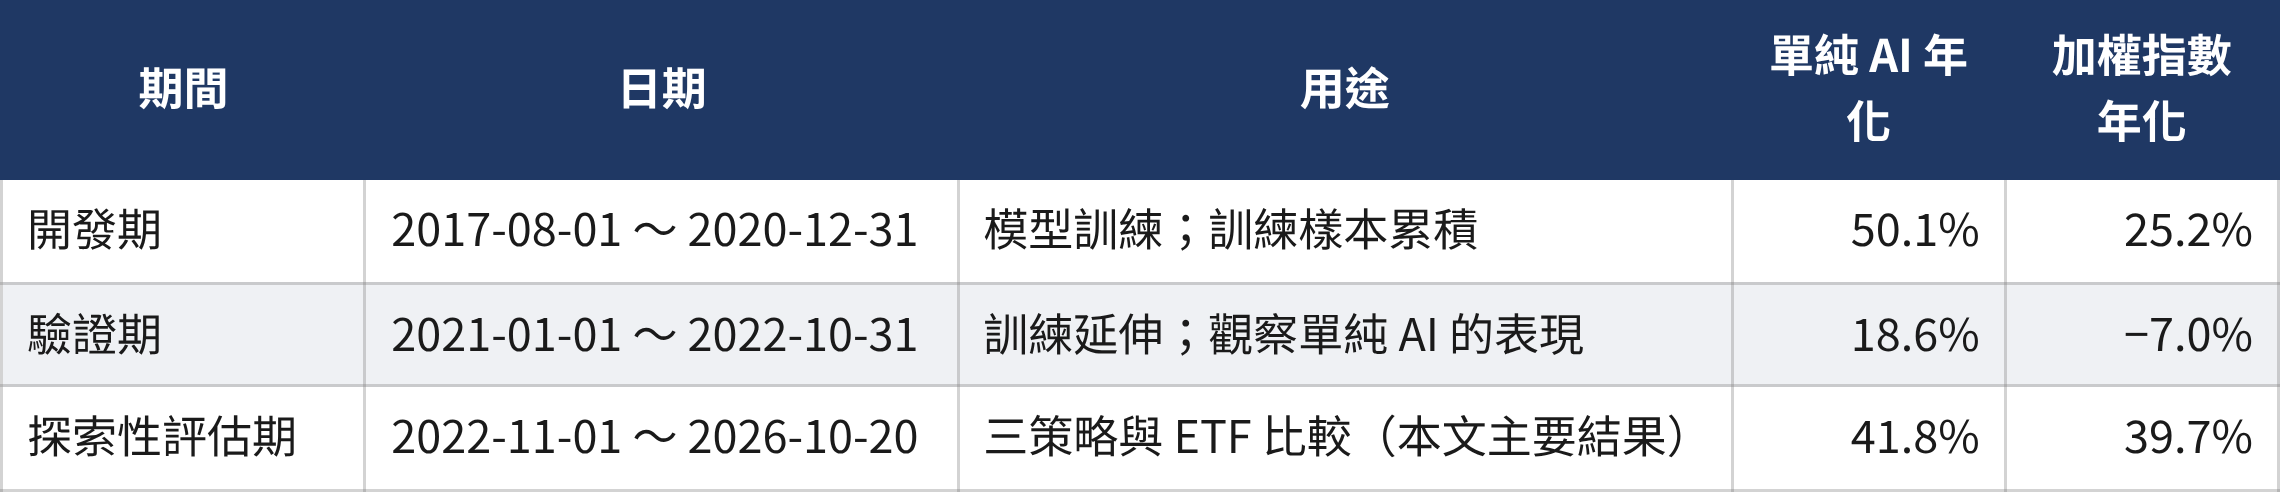 期間 日期 用途 單純 AI 年化 加權指數年化
開發期 2017-08-01 ～ 2020-12-31 模型訓練；訓練樣本累積 50.1% 25.2%
驗證期 2021-01-01 ～ 2022-10-31 訓練延伸；觀察單純 AI 的表現 18.6% −7.0%
探索性評估期 2022-11-01 ～ 2026-10-20 三策略與 ETF 比較（本文主要結果） 41.8% 39.7%